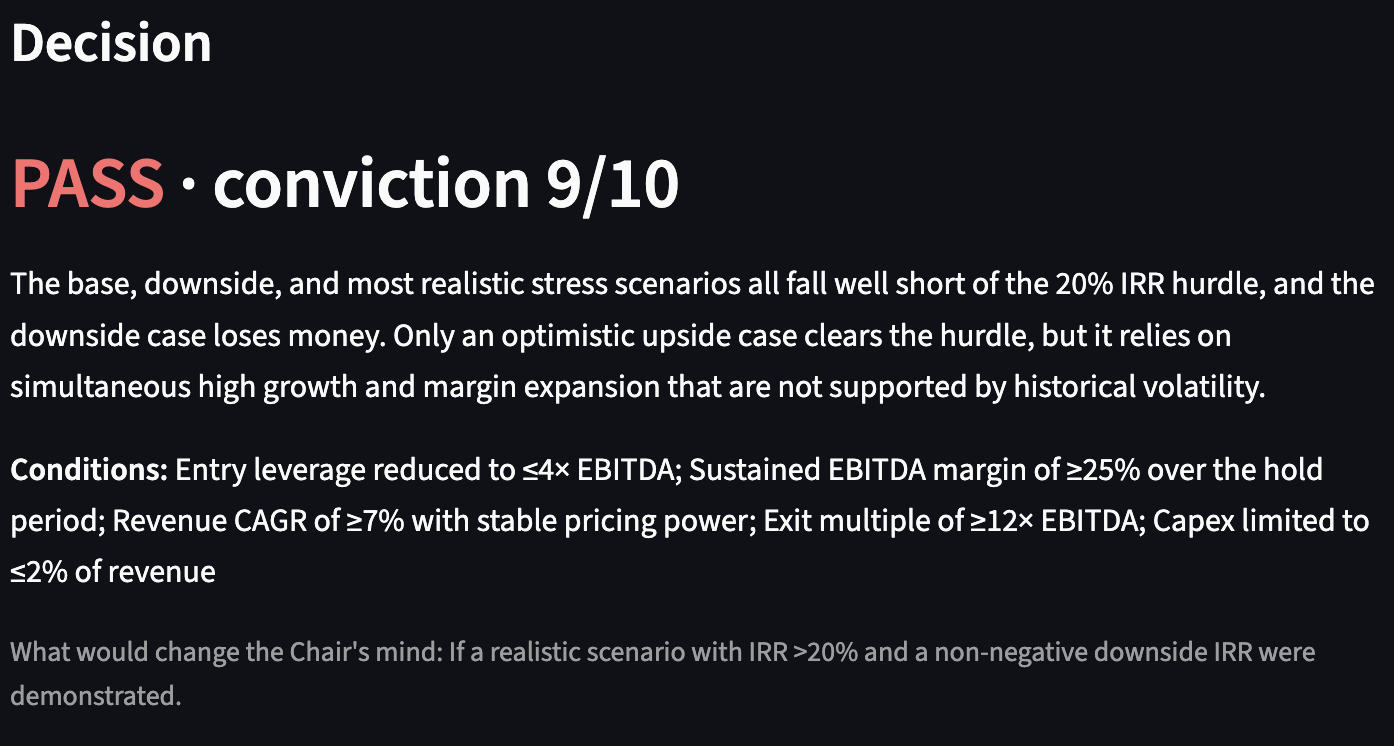 Decision
PASS · conviction 9/10
The base, downside, and most realistic stress scenarios all fall well short of the 20% IRR hurdle, and the
downside case loses money. Only an optimistic upside case clears the hurdle, but it relies on
simultaneous high growth and margin expansion that are not supported by historical volatility.
Conditions: Entry leverage reduced to ≤4× EBITDA; Sustained EBITDA margin of ≥25% over the hold
period; Revenue CAGR of ≥7% with stable pricing power; Exit multiple of ≥12× EBITDA; Capex limited to
≤2% of revenue
What would change the Chair's mind: If a realistic scenario with IRR >20% and a non-negative downside IRR were
demonstrated.